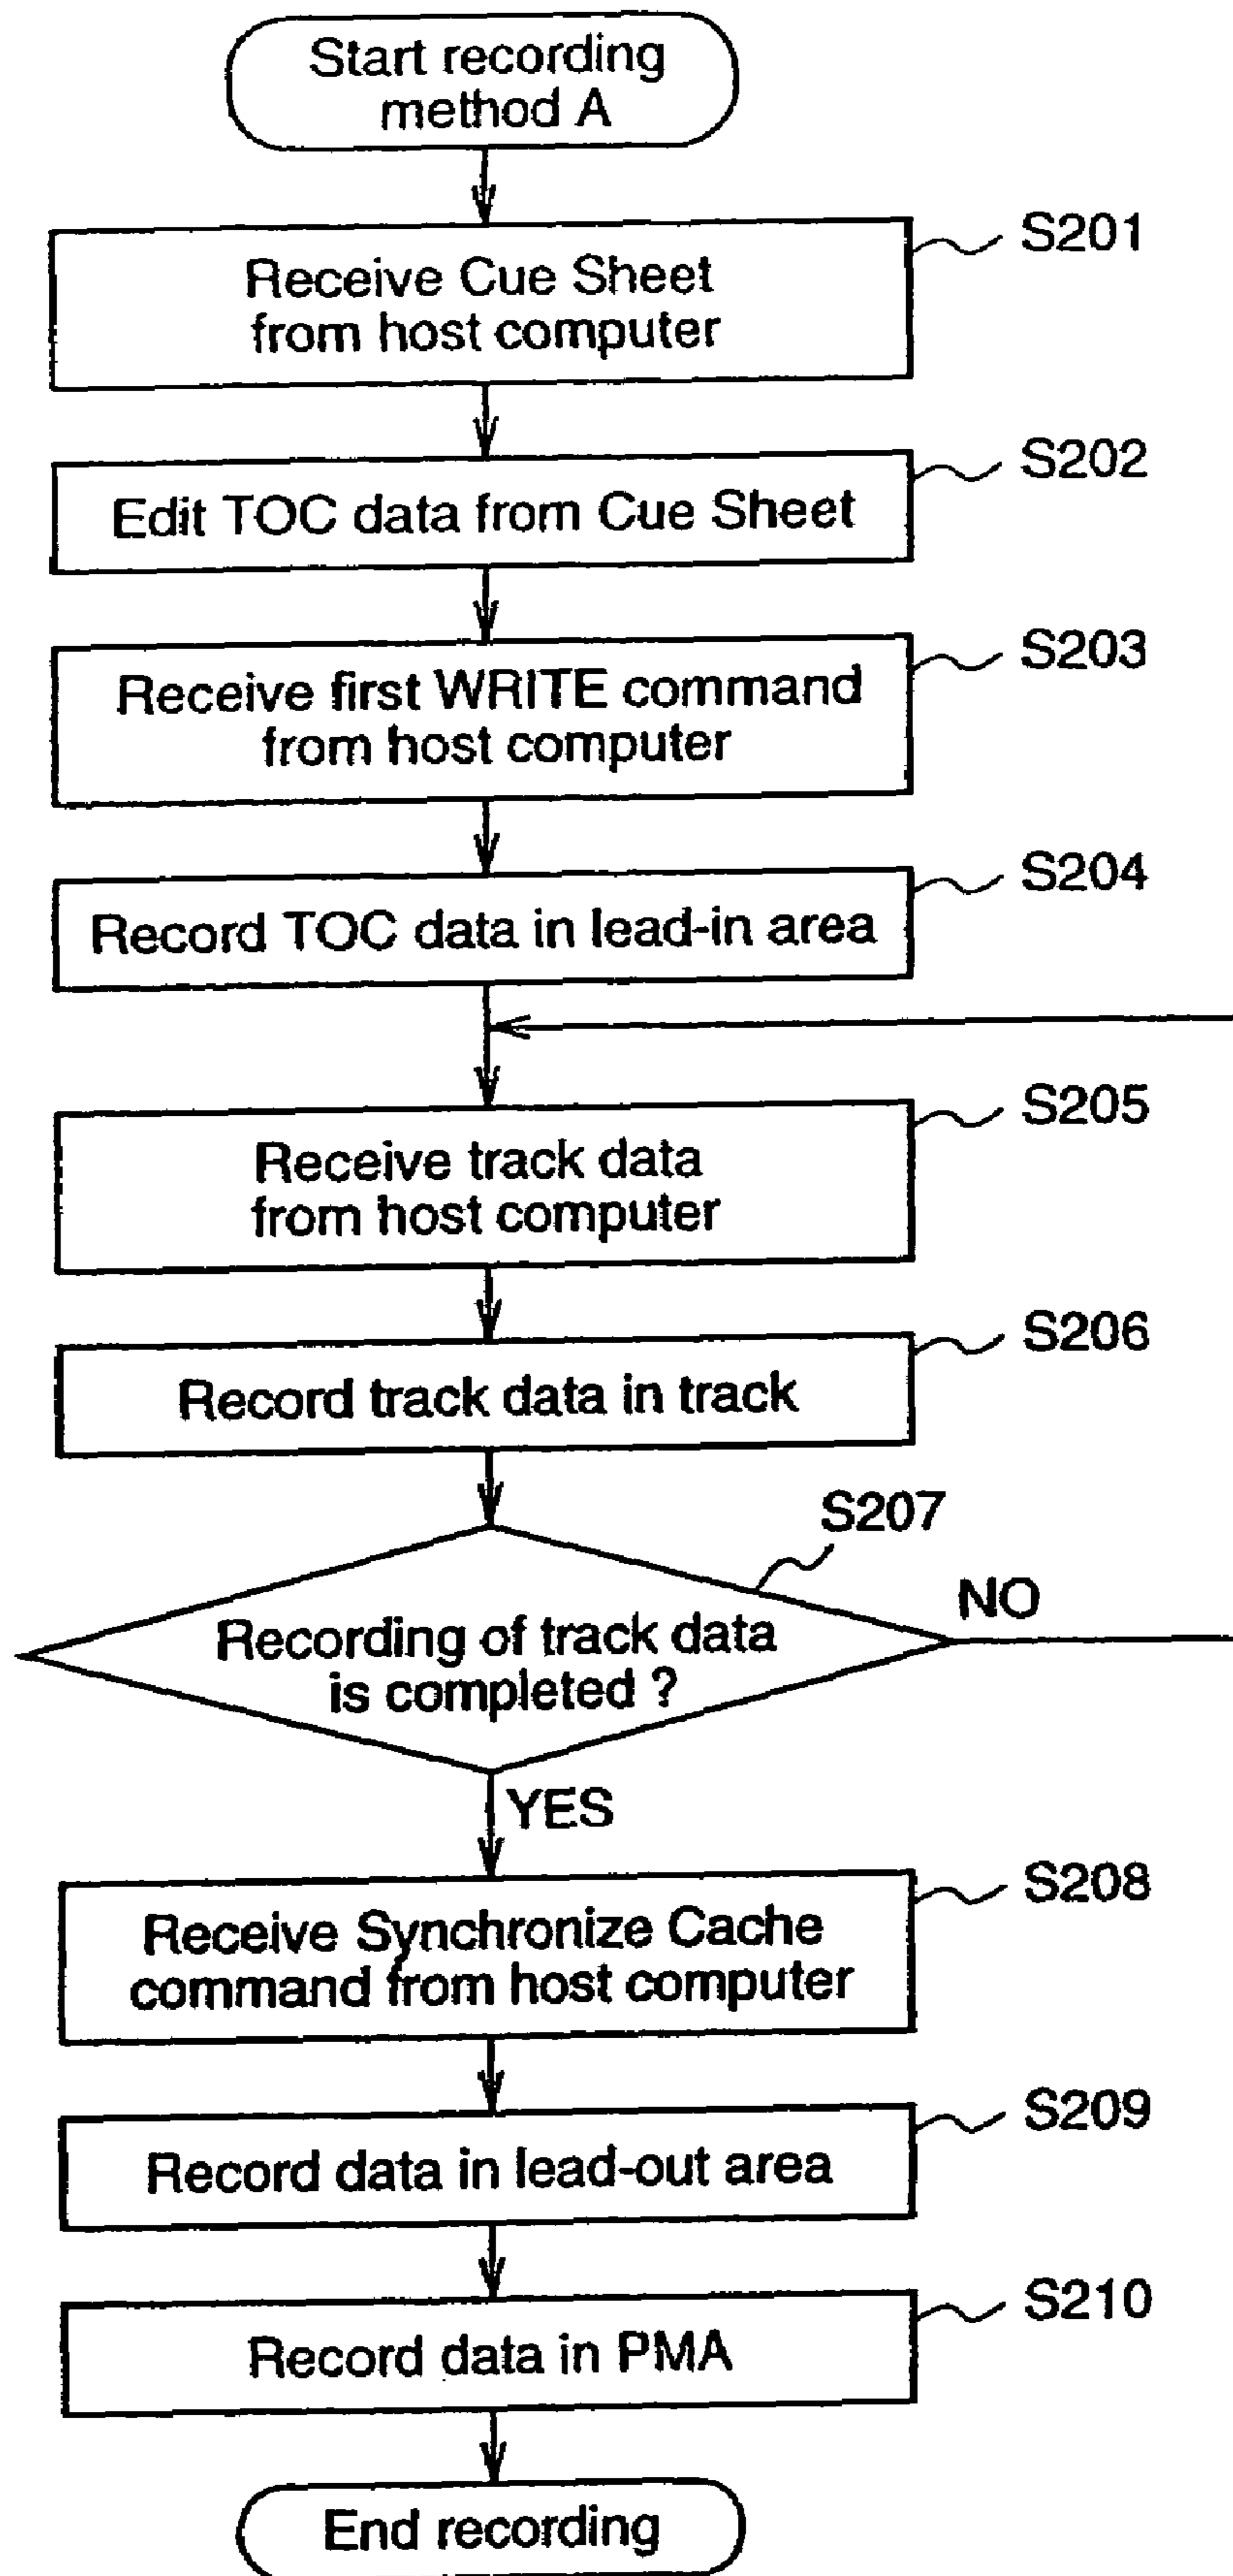 Start recording
method A
S201
Receive Cue Sheet
from host computer
S202
Edit TOC data from Cue Sheet
S203
Receive first WRITE command
from host computer
S204
Record TOC data in lead-in area
S205
Receive track data
from host computer
S206
Record track data in track
S207
NO
Recording of track data
is completed ?
YES
S208
Receive Synchronize Cache
command from host computer
S209
Record data in lead-out area
S210
Record data in PMA
End recording